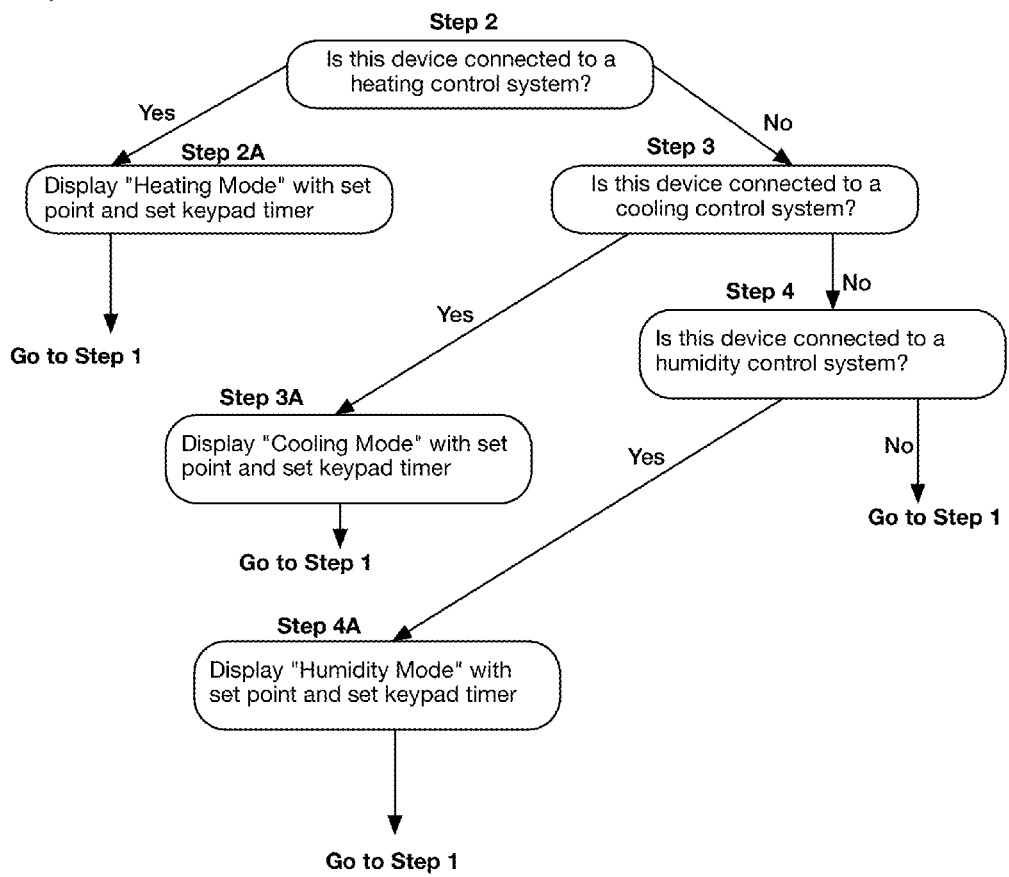 Step 2
Is this device connected to a
heating control system?
Yes
No
Step 2A
Display "Heating Mode" with set
point and set keypad timer
Go to Step 1
Step 3
Is this device connected to a
cooling control system?
Yes
No
Step 3A
Display "Cooling Mode" with set
point and set keypad timer
Go to Step 1
Step 4
Is this device connected to a
humidity control system?
Yes
No
Go to Step 1
Step 4A
Display "Humidity Mode" with
set point and set keypad timer
Go to Step 1